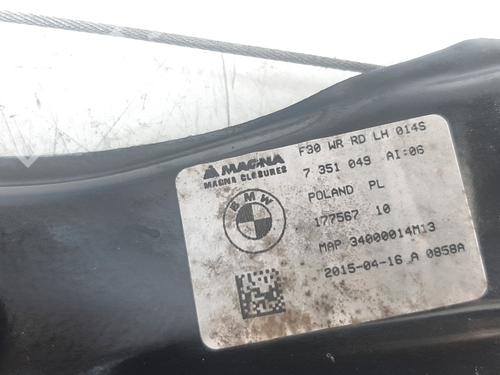 F30 WR RD LH 014S
MAGNA
MAGNA CLOSURES
7 351 049 AI:06
BMW
POLAND PL
177567 10
MAP 34000014M13
2015-04-16 A 0858A